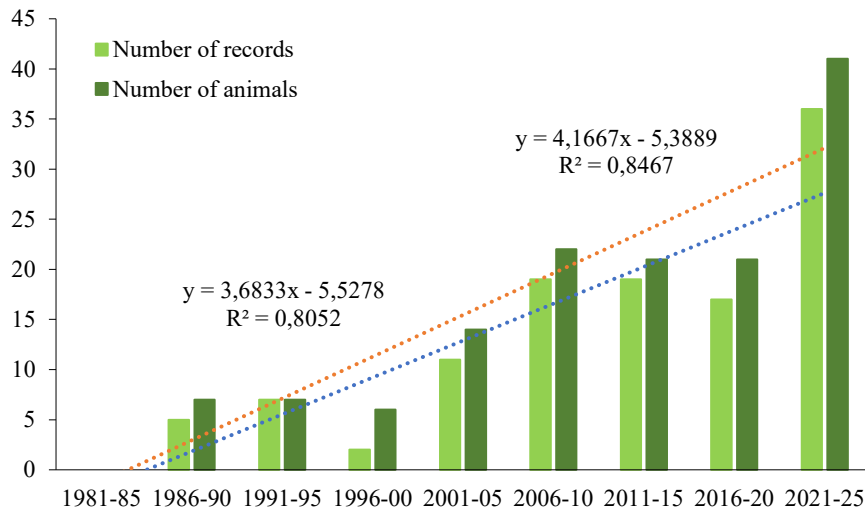 45
40
35
30
25
20
15
10
5
0
Number of records
Number of animals
y = 4,1667x - 5,3889
R² = 0,8467
y = 3,6833x - 5,5278
R² = 0,8052
1981-85 1986-90 1991-95 1996-00 2001-05 2006-10 2011-15 2016-20 2021-25